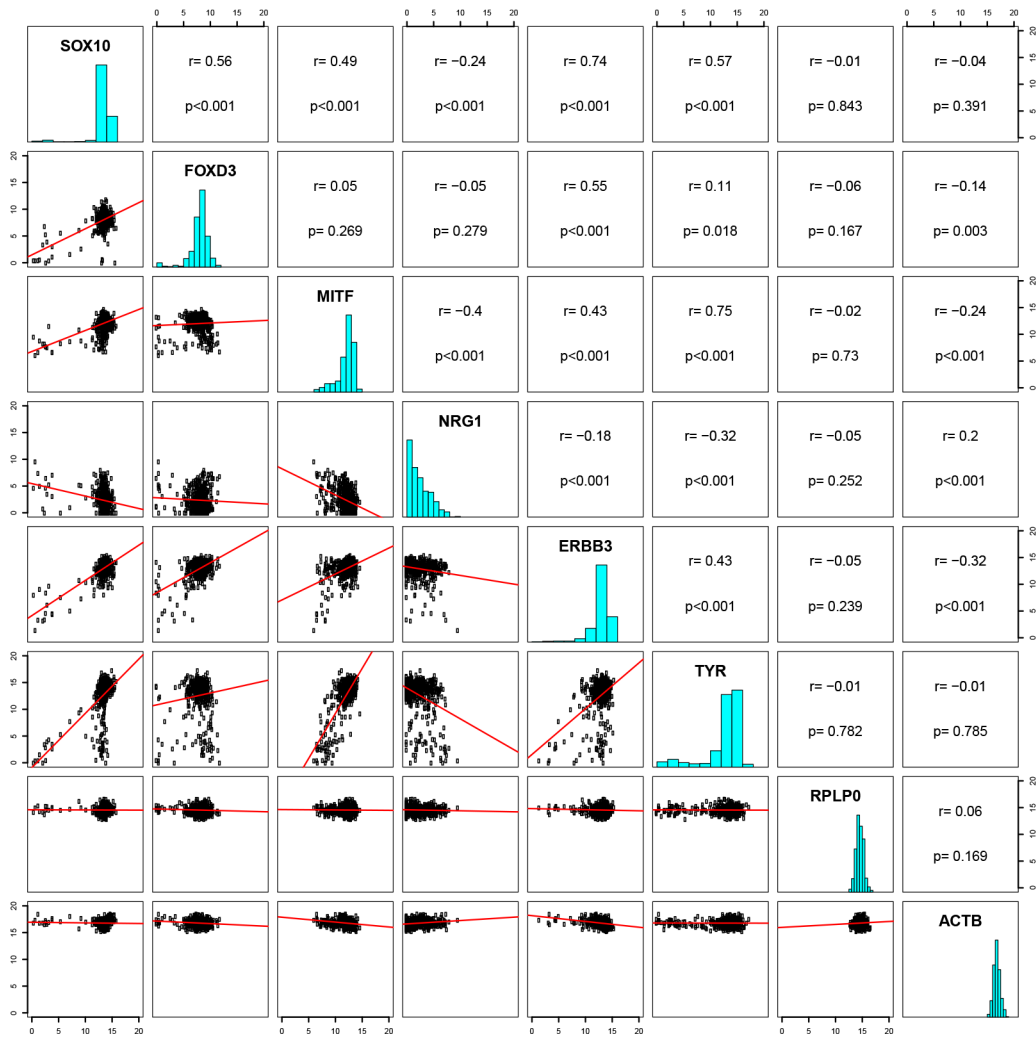 0 5 10 15 20 0 5 10 15 20 0 5 10 15 20 0 5 10 15 20
SOX10
r= 0.56
r= 0.49
r= −0.24
r= 0.74
r= 0.57
r= −0.01
r= −0.04
p<0.001
p<0.001
p<0.001
p<0.001
p<0.001
p= 0.843
p= 0.391
0 5 10 15 20
0 5 10 15 20
FOXD3
r= 0.05
r= −0.05
r= 0.55
r= 0.11
r= −0.06
r= −0.14
p= 0.269
p= 0.279
p<0.001
p= 0.018
p= 0.167
p= 0.003
MITF
r= −0.4
r= 0.43
r= 0.75
r= −0.02
r= −0.24
p<0.001
p<0.001
p<0.001
p= 0.73
p<0.001
0 5 10 15 20
0 5 10 15 20
NRG1
r= −0.18
r= −0.32
r= −0.05
r= 0.2
p<0.001
p<0.001
p= 0.252
p<0.001
ERBB3
r= 0.43
r= −0.05
r= −0.32
p<0.001
p= 0.239
p<0.001
0 5 10 15 20
0 5 10 15 20
TYR
r= −0.01
r= −0.01
p= 0.782
p= 0.785
RPLP0
r= 0.06
p= 0.169
0 5 10 15 20
0 5 10 15 20
ACTB
0 5 10 15 20 0 5 10 15 20 0 5 10 15 20 0 5 10 15 20